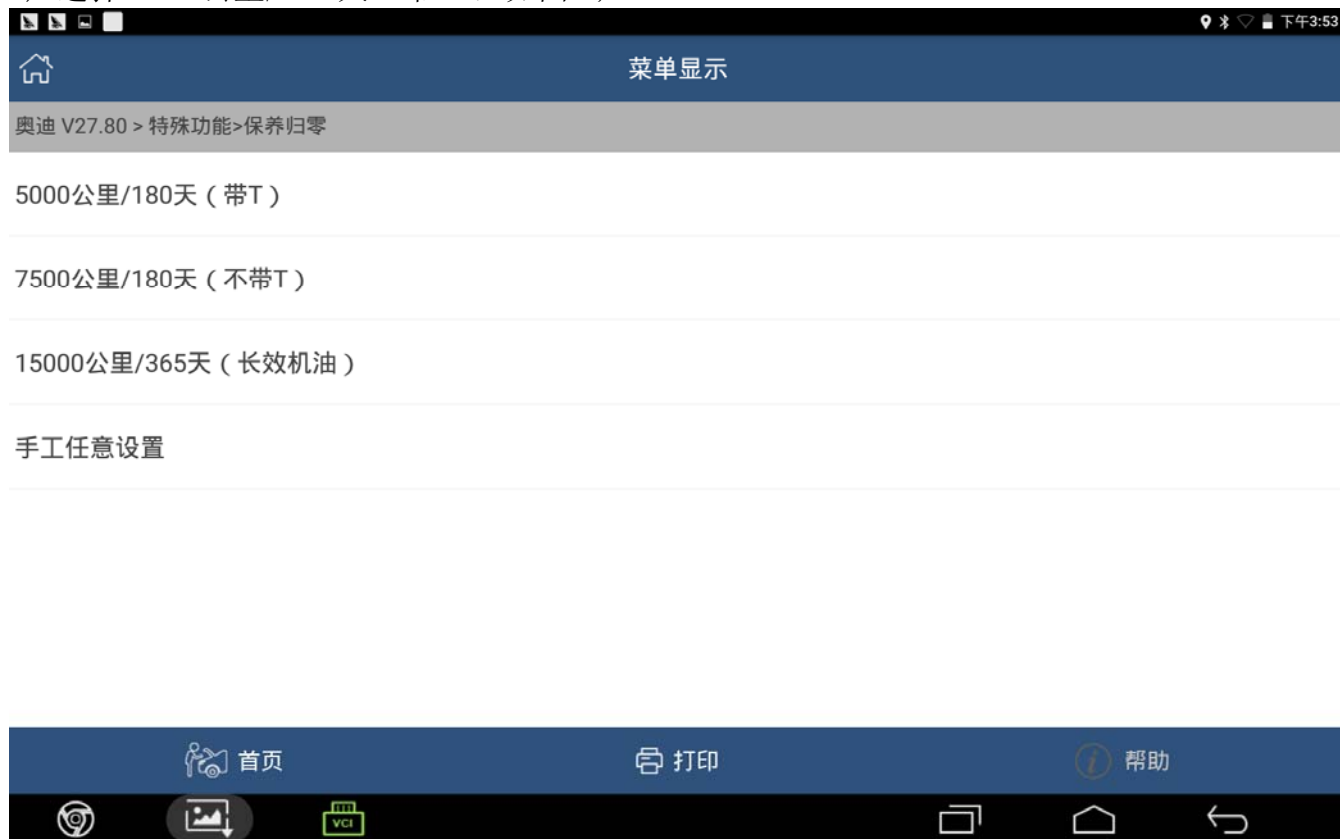 下午3:53
菜单显示
奥迪 V27.80 > 特殊功能>保养归零
5000公里/180天（带T）
7500公里/180天（不带T）
15000公里/365天（长效机油）
手工任意设置
首页
打印
帮助
VCI